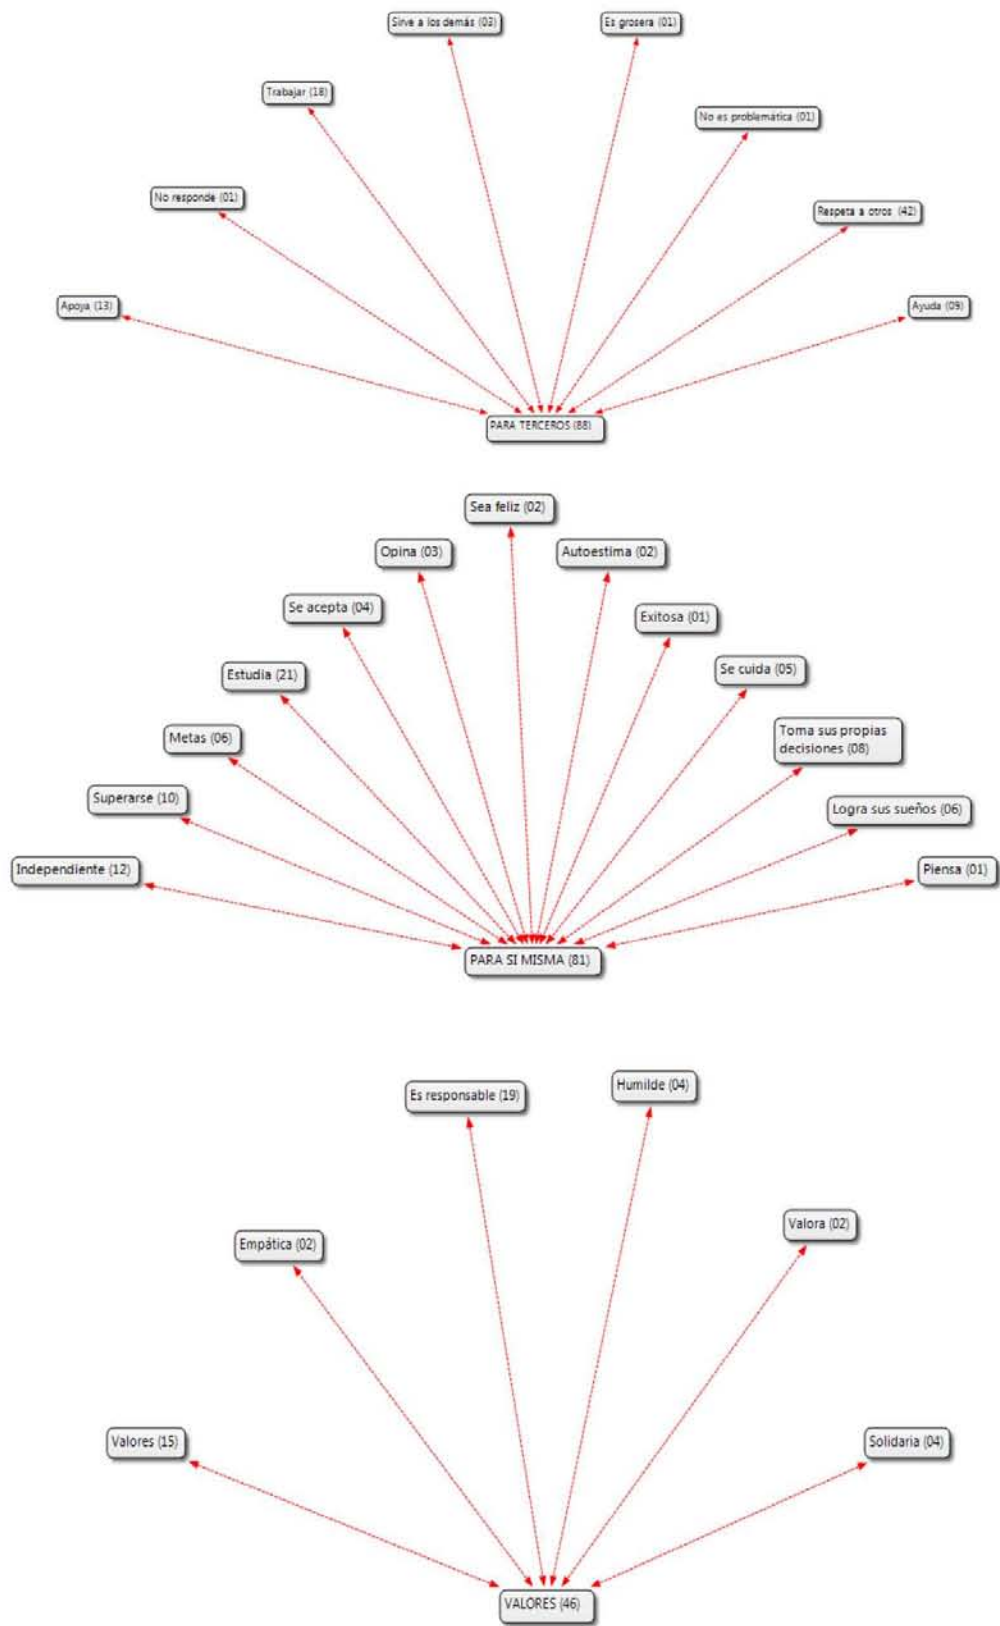 Sirve a los demás (03)
Es grosera (01)
Trabajar (18)
No es problemática (01)
No responde (01)
Respeta a otros (42)
Apoya (13)
Ayuda (09)
PARA TERCEROS (88)
Sea feliz (02)
Opina (03)
Autoestima (02)
Se acepta (04)
Exitosa (01)
Estudia (21)
Se cuida (05)
Metas (06)
Toma sus propias
decisiones (08)
Superarse (10)
Logra sus sueños (06)
Independiente (12)
Piensa (01)
PARA SI MISMA (81)
Es responsable (19)
Humilde (04)
Empática (02)
Valora (02)
Valores (15)
Solidaria (04)
VALORES (46)